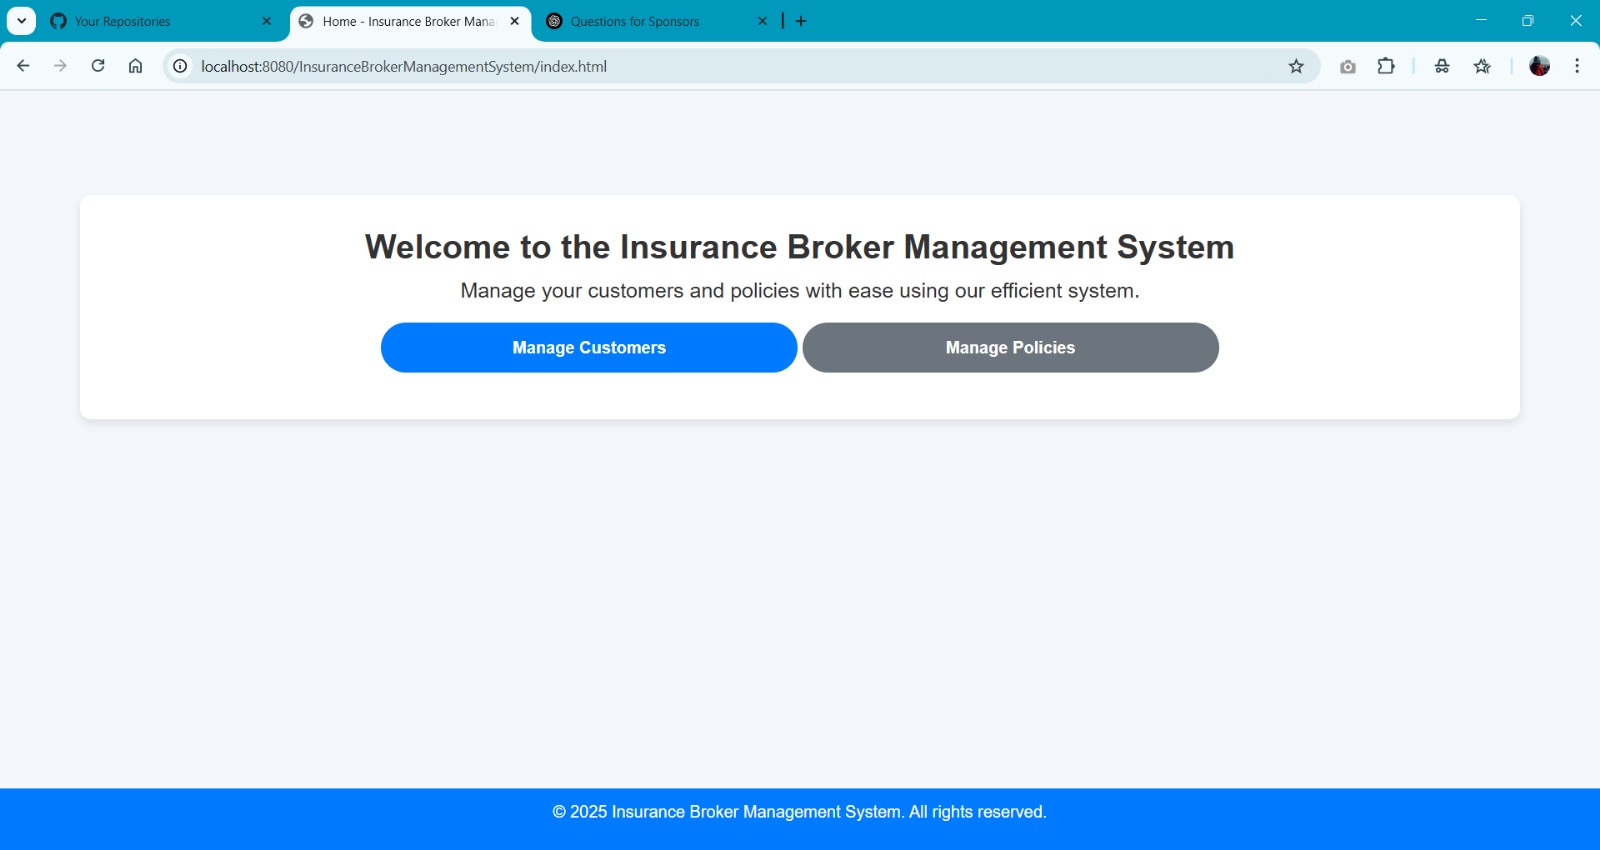 Your Repositories
Home - Insurance Broker Mana
Questions for Sponsors
localhost:8080/InsuranceBrokerManagementSystem/index.html
Welcome to the Insurance Broker Management System
Manage your customers and policies with ease using our efficient system.
Manage Customers
Manage Policies
© 2025 Insurance Broker Management System. All rights reserved.